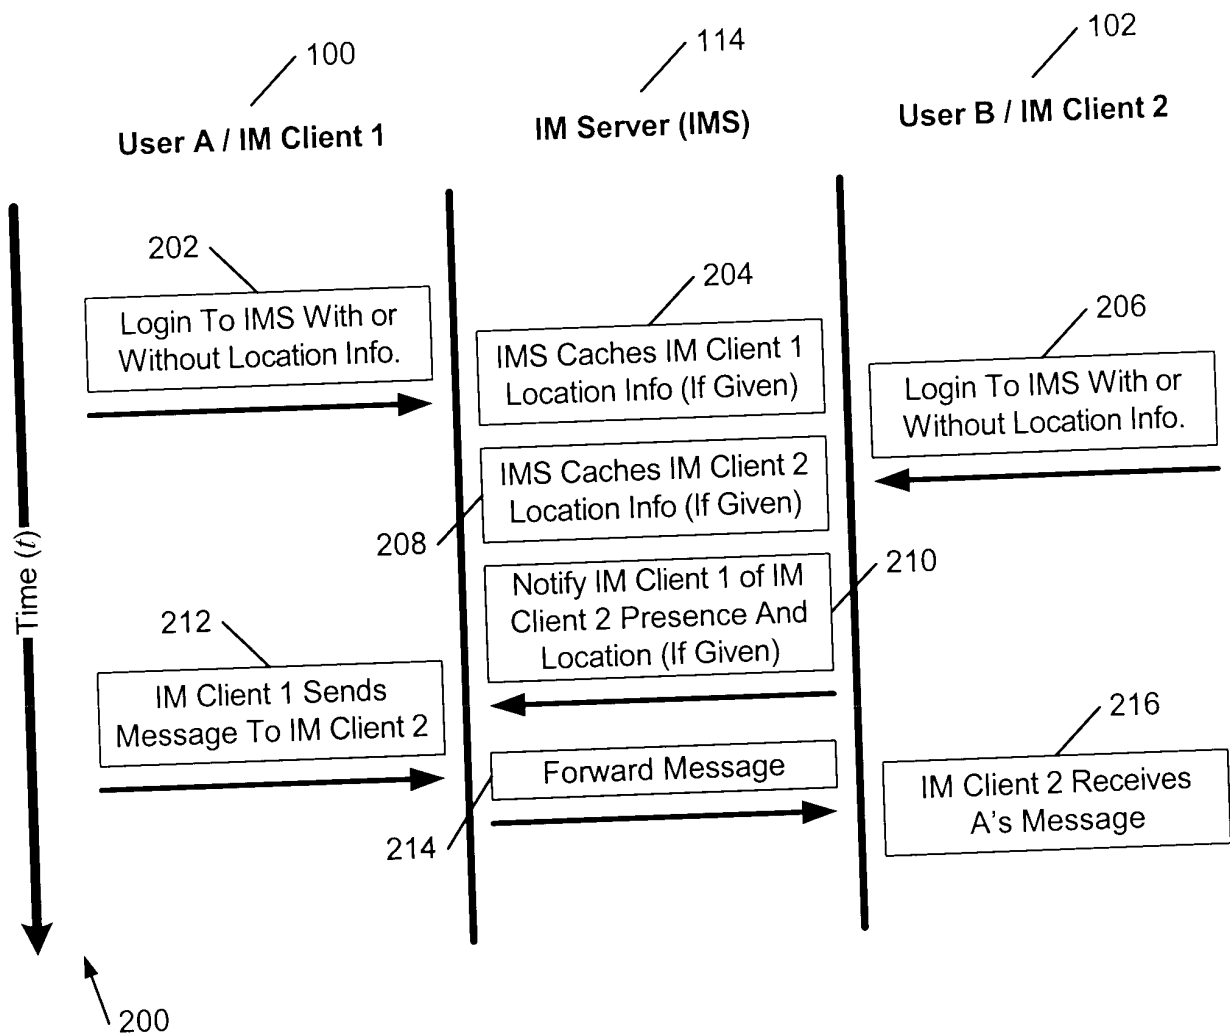 100
114
102
User A / IM Client 1
IM Server (IMS)
User B / IM Client 2
202
Login To IMS With or
Without Location Info.
204
IMS Caches IM Client 1
Location Info (If Given)
206
Login To IMS With or
Without Location Info.
IMS Caches IM Client 2
Location Info (If Given)
208
Notify IM Client 1 of IM
Client 2 Presence And
Location (If Given)
210
Time (t)
212
IM Client 1 Sends
Message To IM Client 2
Forward Message
214
216
IM Client 2 Receives
A's Message
200